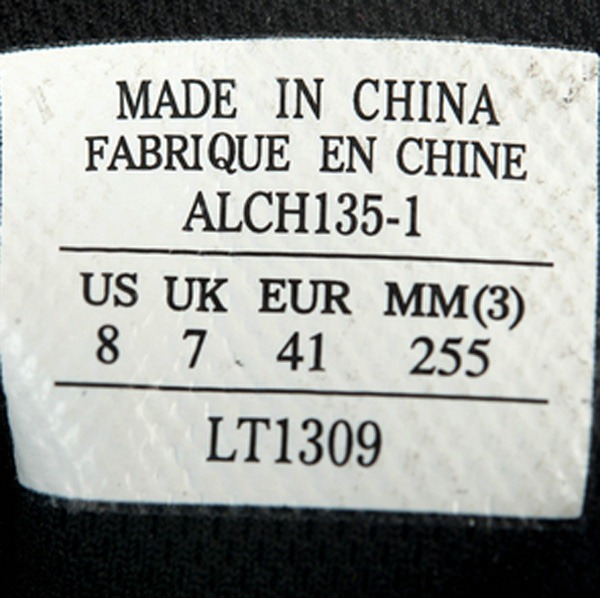 MADE IN CHINA
FABRIQUE EN CHINE
ALCH135-1
US UK EUR MM(3)
8 7 41 255
LT1309